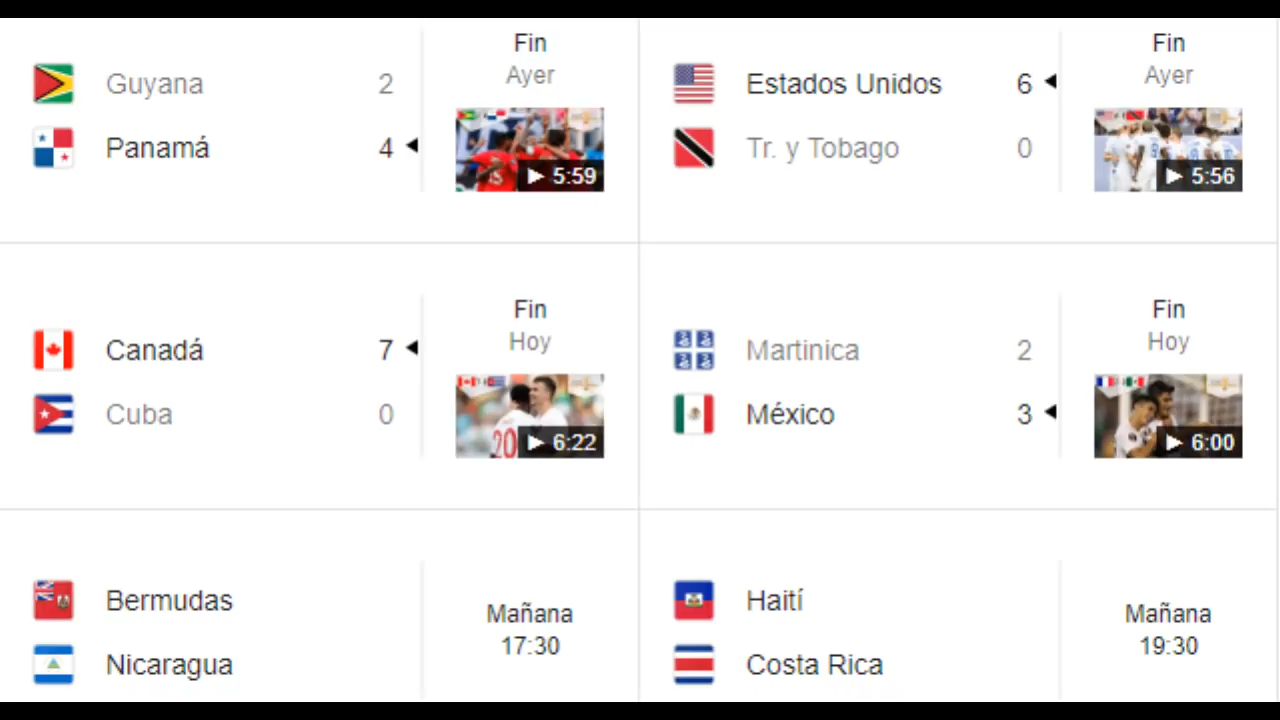 Fin
Ayer
Guyana 2
Panamá 4
5:59
Fin
Ayer
Estados Unidos 6
Tr. y Tobago 0
5:56
Fin
Hoy
Canadá 7
Cuba 0
20
6:22
Fin
Hoy
Martinica 2
México 3
6:00
Bermudas
Nicaragua
Mañana
17:30
Haití
Costa Rica
Mañana
19:30